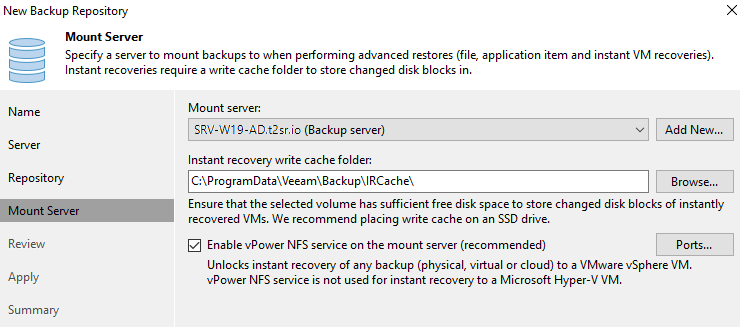 New Backup Repository
Mount Server
Specify a server to mount backups to when performing advanced restores (file, application item and instant VM recoveries).
Instant recoveries require a write cache folder to store changed disk blocks in.
Name
Server
Repository
Mount Server
Review
Apply
Summary
Mount server:
SRV-W19-AD.t2sr.io (Backup server)
Add New...
Instant recovery write cache folder:
C:\ProgramData\Veeam\Backup\IRCache\
Browse...
Ensure that the selected volume has sufficient free disk space to store changed disk blocks of instantly
recovered VMs. We recommend placing write cache on an SSD drive.
Enable vPower NFS service on the mount server (recommended)
Ports...
Unlocks instant recovery of any backup (physical, virtual or cloud) to a VMware vSphere VM.
vPower NFS service is not used for instant recovery to a Microsoft Hyper-V VM.